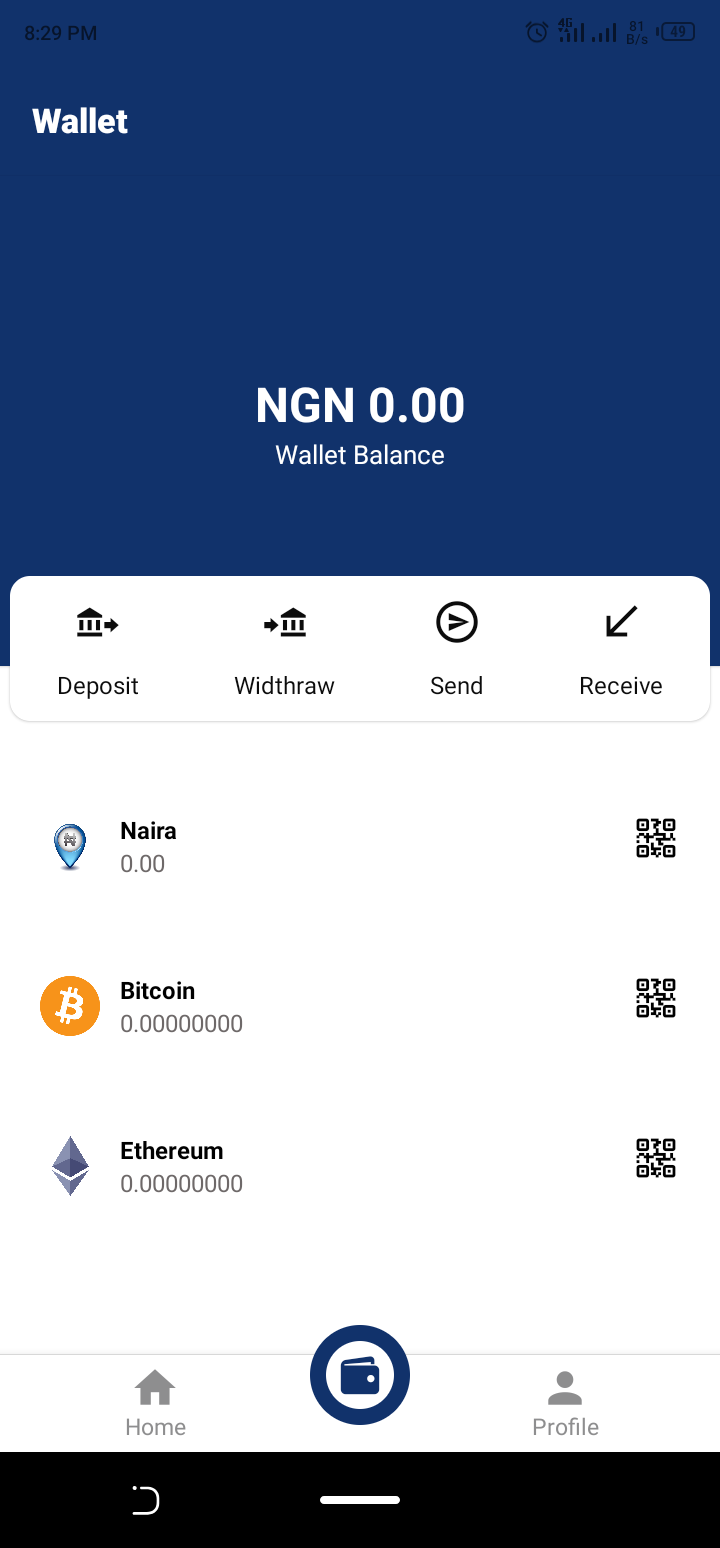 8:29 PM 4G 81 B/s 49
Wallet
NGN 0.00
Wallet Balance
Deposit Widthraw Send Receive
Naira
0.00
Bitcoin
0.00000000
Ethereum
0.00000000
Home Profile